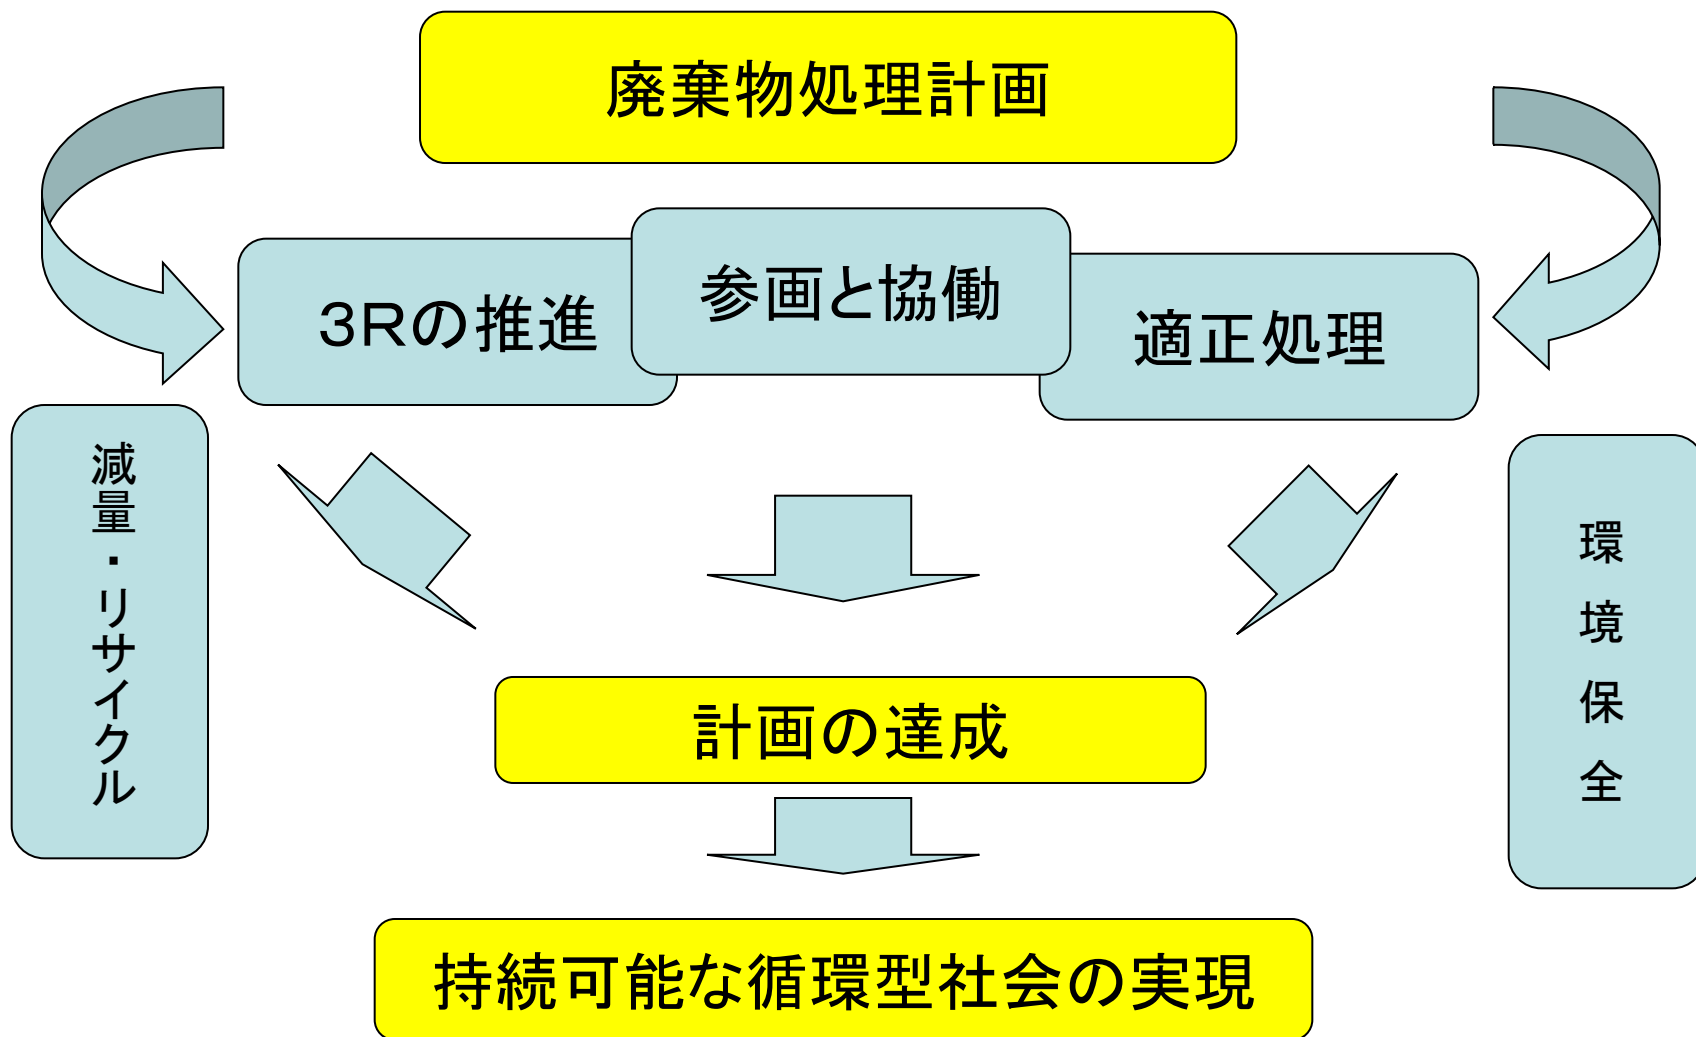 廃棄物処理計画
3Rの推進
参画と協働
適正処理
減量・リサイクル
環境保全
計画の達成
持続可能な循環型社会の実現